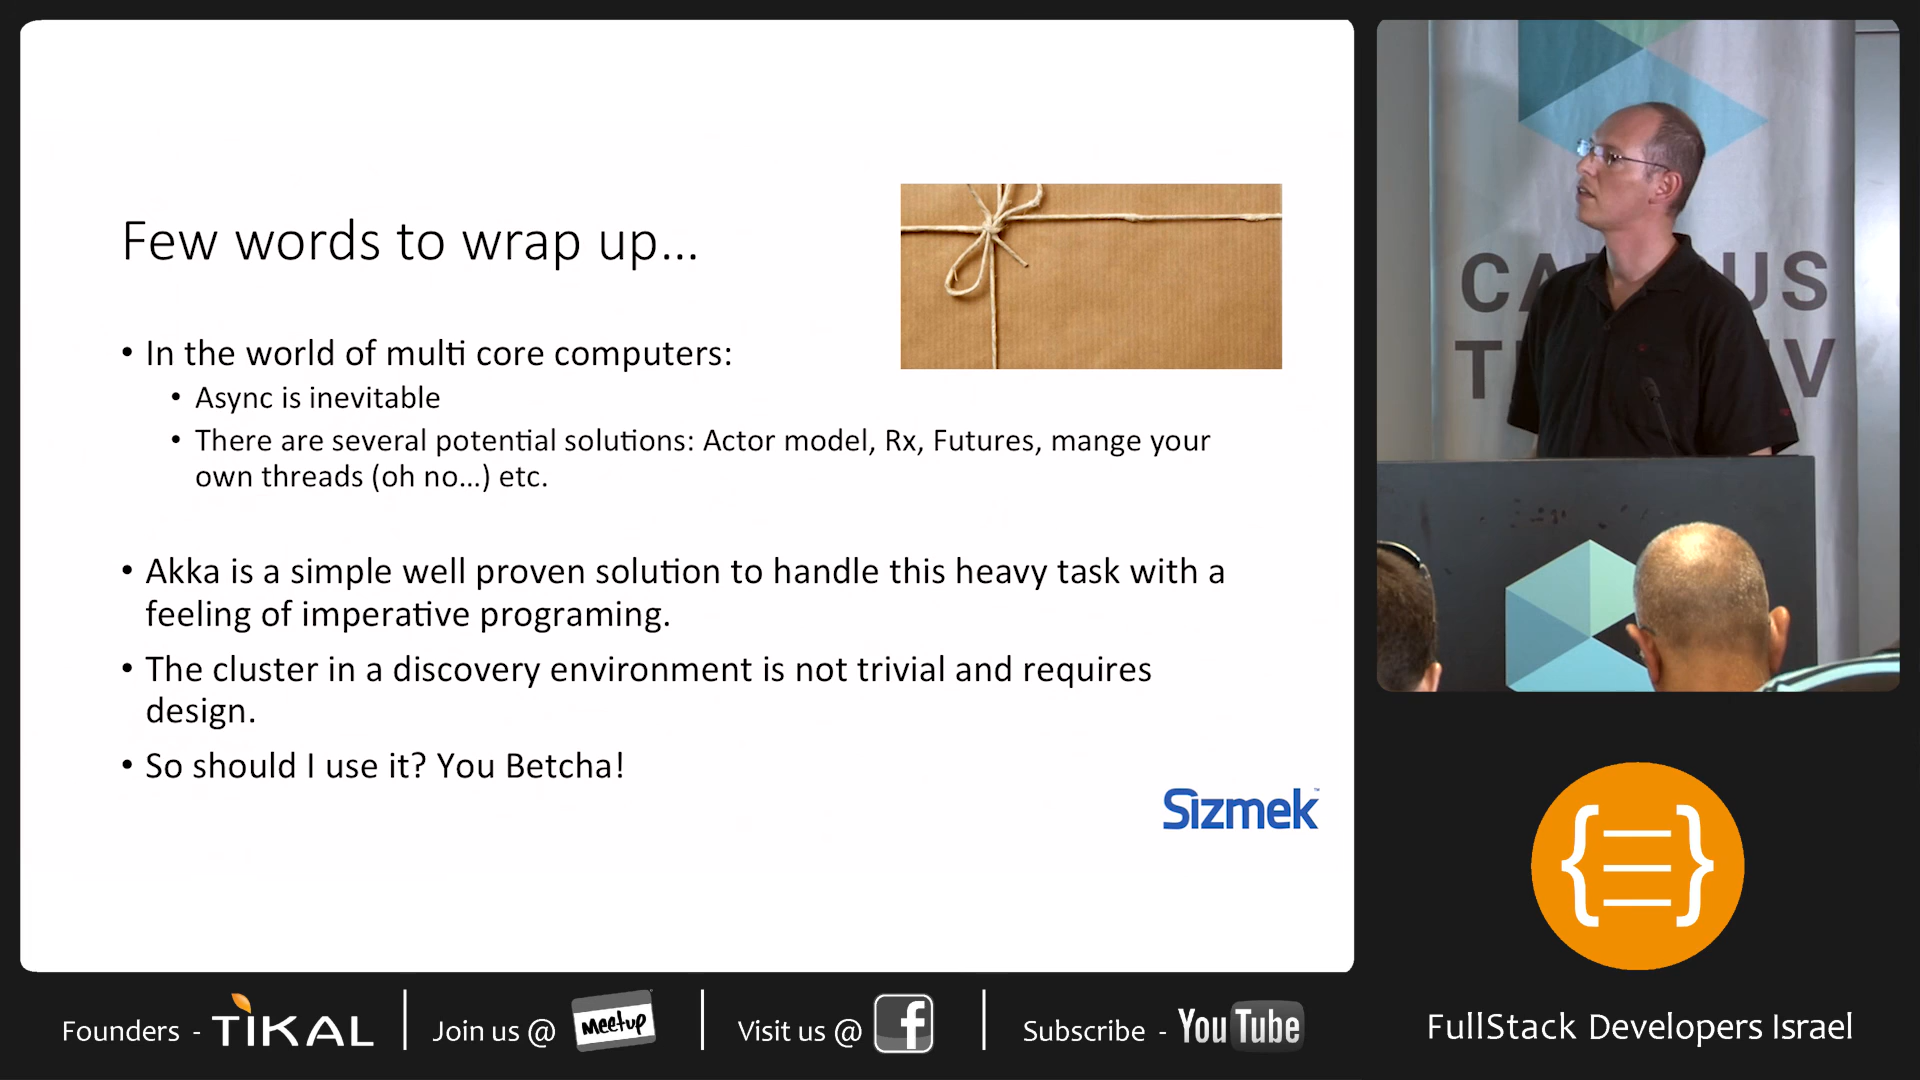 Few words to wrap up...
• In the world of multi core computers:
• Async is inevitable
• There are several potential solutions: Actor model, Rx, Futures, mange your
own threads (oh no...) etc.
• Akka is a simple well proven solution to handle this heavy task with a
feeling of imperative programing.
• The cluster in a discovery environment is not trivial and requires
design.
• So should I use it? You Betcha!
Sizmek
Founders - TIKAL
Join us @ Meetup
Visit us @ f
Subscribe - YouTube
{≡}
FullStack Developers Israel